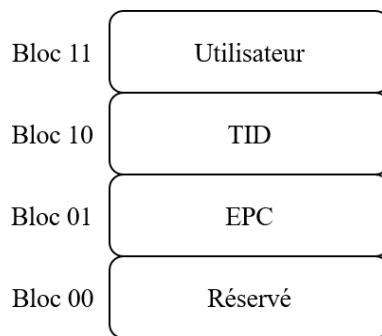 Bloc 11 Utilisateur
Bloc 10 TID
Bloc 01 EPC
Bloc 00 Réservé